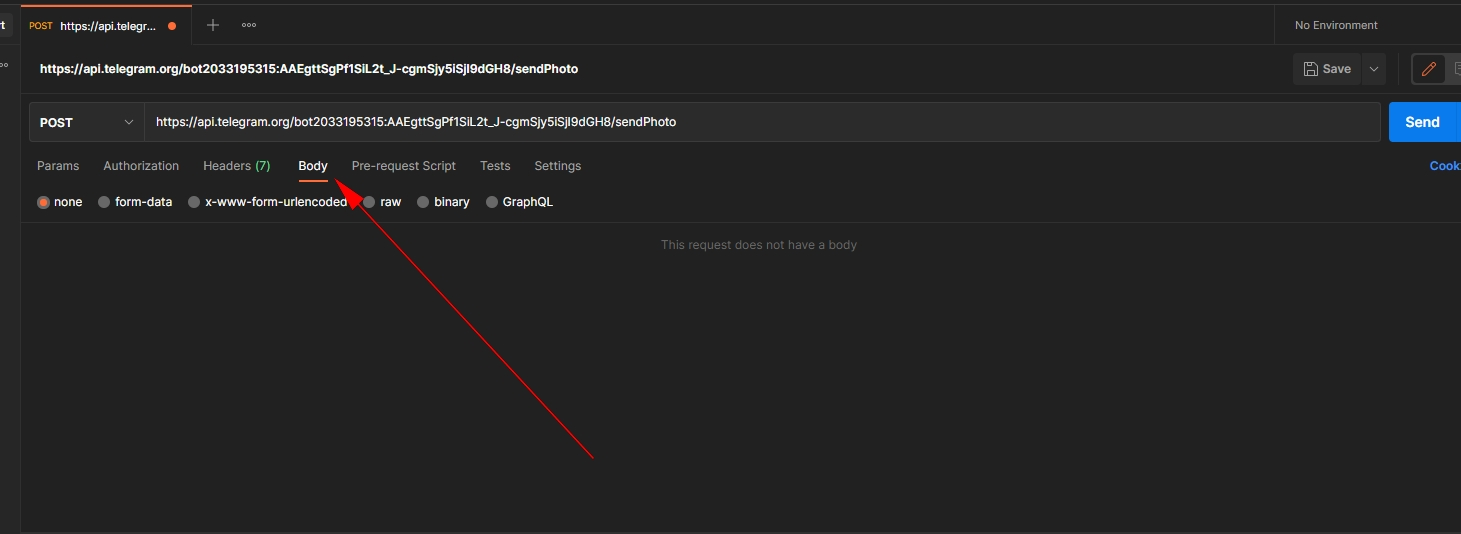 rt
POST https://api.telegr...
No Environment
https://api.telegram.org/bot2033195315:AAEgttSgPf1SiL2t_J-cgmSjy5iSjI9dGH8/sendPhoto
Save
POST
https://api.telegram.org/bot2033195315:AAEgttSgPf1SiL2t_J-cgmSjy5iSjI9dGH8/sendPhoto
Send
Params Authorization Headers (7) Body Pre-request Script Tests Settings
Cook
none form-data x-www-form-urlencoded raw binary GraphQL
This request does not have a body